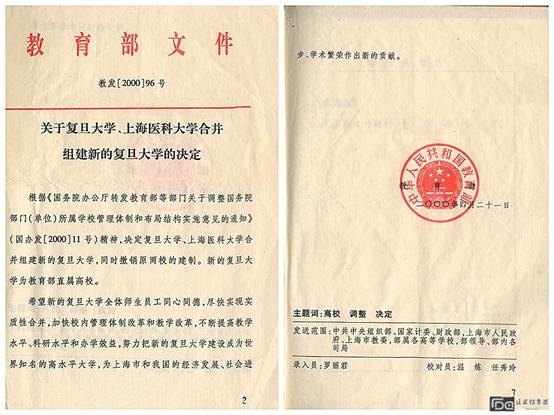 教育部文件
教发[2000]96号
关于复旦大学、上海医科大学合并
组建新的复旦大学的决定
根据《国务院办公厅转发教育部等部门关于调整国务院
部门(单位)所属学校管理体制和布局结构实施意见的通知》
(国办发[2000]11号)精神,决定复旦大学、上海医科大学合
并组建新的复旦大学,同时撤销原两校的建制。新的复旦大
学为教育部直属高校。
希望新的复旦大学全体师生员工同心同德,尽快实现实
质性合并,加快校内管理体制改革和教学改革,不断提高教学
水平、科研水平和办学效益,努力把新的复旦大学建设成为世
界知名的高水平大学,为上海市和我国的经济发展、社会进
2
步、学术繁荣作出新的贡献。
中华人民共和国教育部
二〇〇〇年四月二十一日
主题词:高校 调整 决定
发送范围:中共中央组织部、国家计委、财政部,上海市人民政
府、上海市教委,部属各高等学校,部领导、部内各
司局
录入员:罗丽君 校对员:温 炼 任秀玲